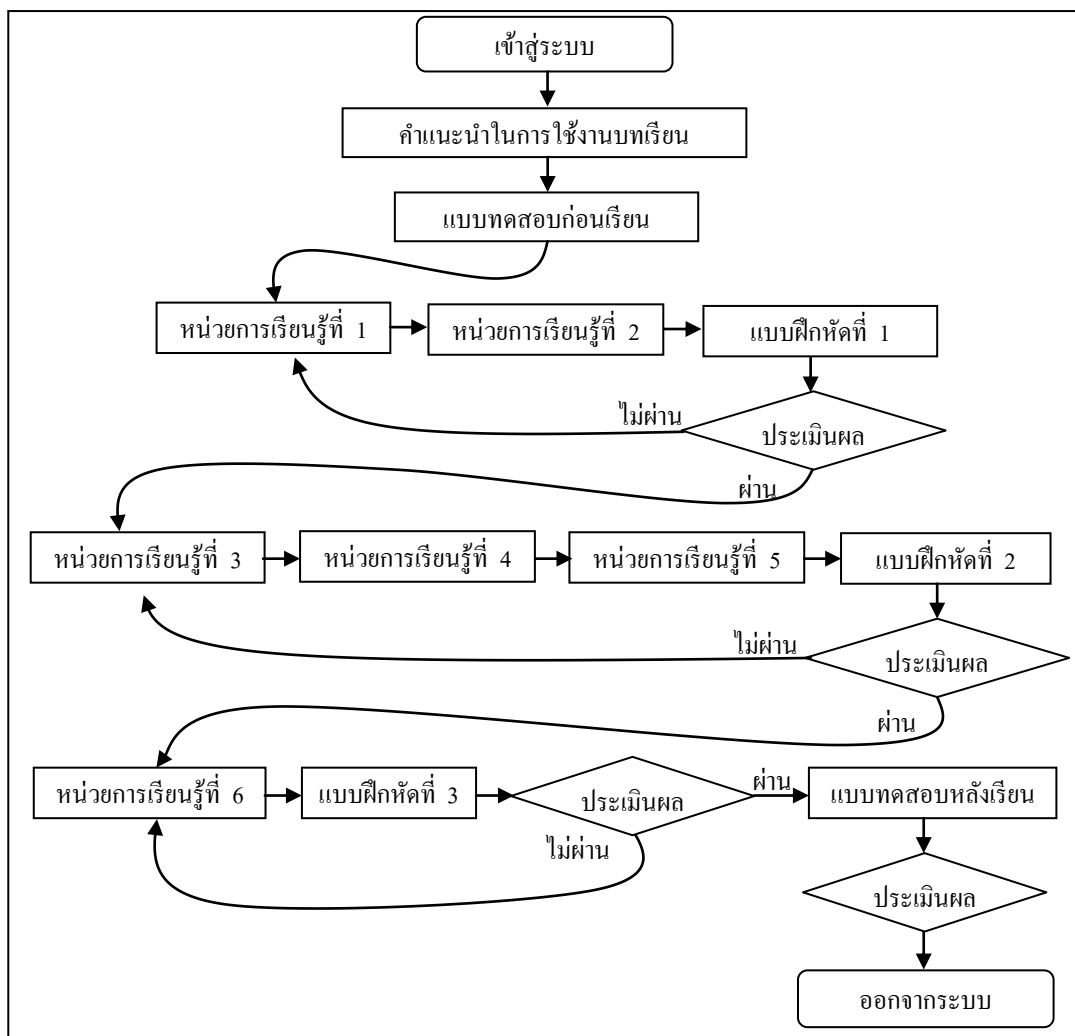 เข้าสู่ระบบ
คำแนะนำในการใช้งานบทเรียน
แบบทดสอบก่อนเรียน
หน่วยการเรียนรู้ที่ 1
หน่วยการเรียนรู้ที่ 2
แบบฝึกหัดที่ 1
ไม่ผ่าน
ประเมินผล
ผ่าน
หน่วยการเรียนรู้ที่ 3
หน่วยการเรียนรู้ที่ 4
หน่วยการเรียนรู้ที่ 5
แบบฝึกหัดที่ 2
ไม่ผ่าน
ประเมินผล
ผ่าน
หน่วยการเรียนรู้ที่ 6
แบบฝึกหัดที่ 3
ประเมินผล
ผ่าน
แบบทดสอบหลังเรียน
ไม่ผ่าน
ประเมินผล
ออกจากระบบ